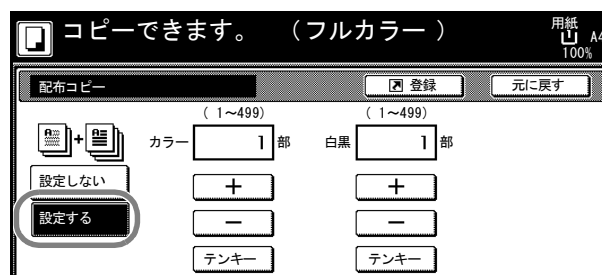 コピーできます。 （フルカラー） 用紙
A4
100%
配布コピー 登録 元に戻す
( 1～499) ( 1～499)
カラー 1 部 白黒 1 部
設定しない ＋ ＋
設定する － －
テンキー テンキー